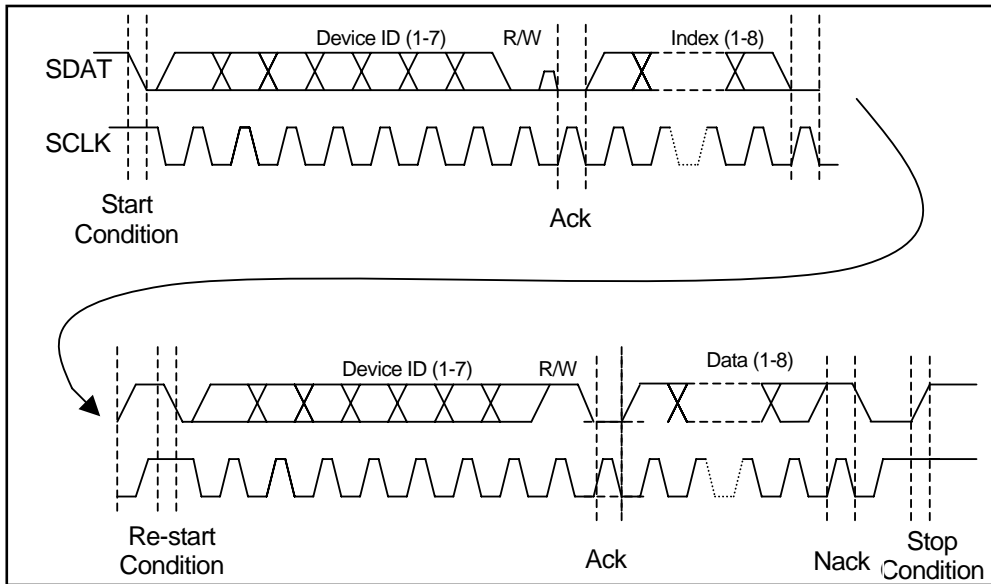 Device ID (1-7)
R/W
Index (1-8)
SDAT
SCLK
Start
Condition
Ack
Device ID (1-7)
R/W
Data (1-8)
Re-start
Condition
Ack
Nack
Stop
Condition